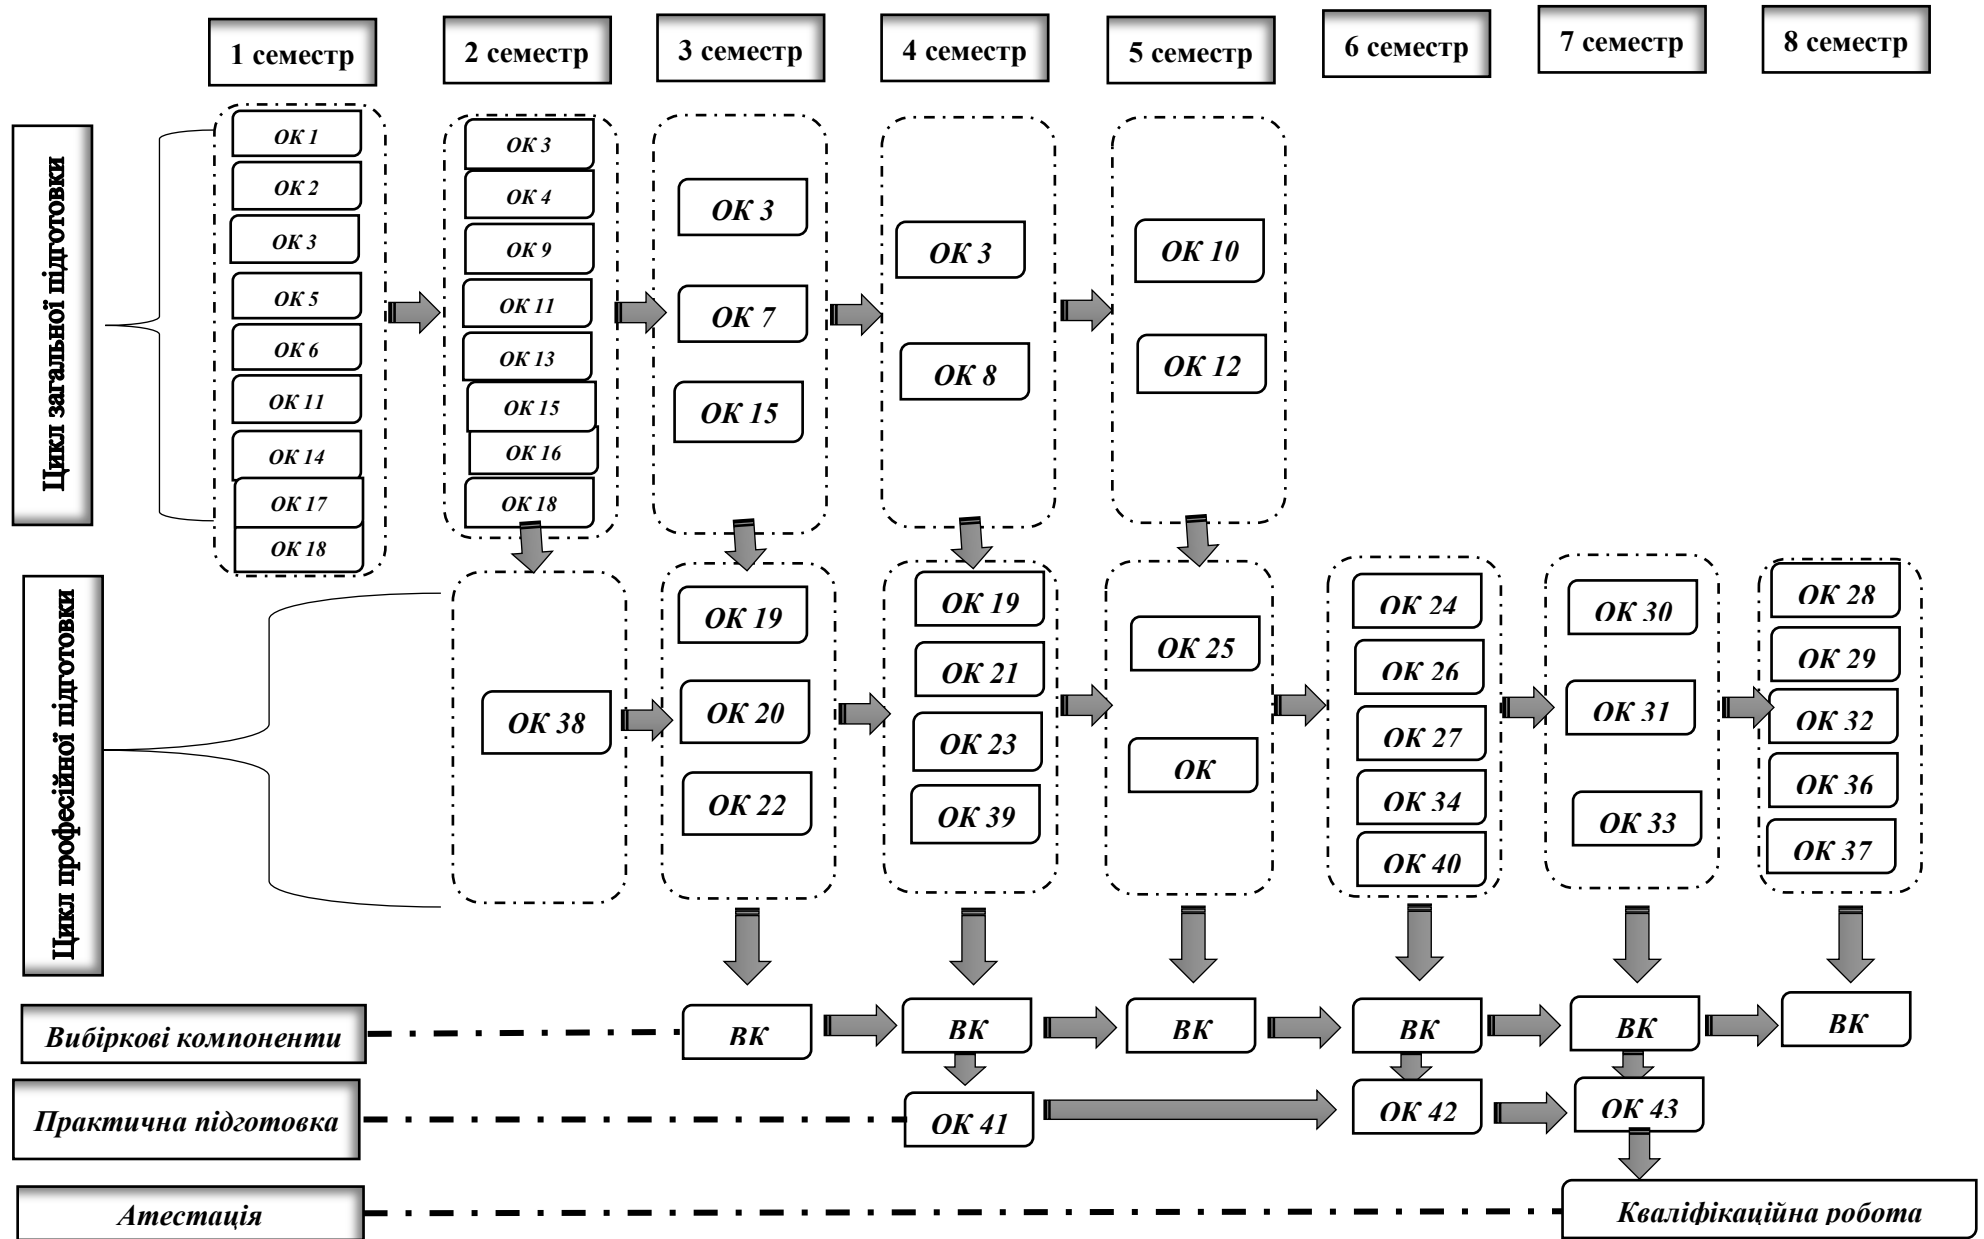 1 семестр
2 семестр
3 семестр
4 семестр
5 семестр
6 семестр
7 семестр
8 семестр
Цикл загальної підготовки
ОК 1
ОК 2
ОК 3
ОК 5
ОК 6
ОК 11
ОК 14
ОК 17
ОК 18
ОК 3
ОК 4
ОК 9
ОК 11
ОК 13
ОК 15
ОК 16
ОК 18
ОК 3
ОК 7
ОК 15
ОК 3
ОК 8
ОК 10
ОК 12
Цикл професійної підготовки
ОК 38
ОК 19
ОК 20
ОК 22
ОК 19
ОК 21
ОК 23
ОК 39
ОК 25
ОК
ОК 24
ОК 26
ОК 27
ОК 34
ОК 40
ОК 30
ОК 31
ОК 33
ОК 28
ОК 29
ОК 32
ОК 36
ОК 37
Вибіркові компоненти
ВК
ВК
ВК
ВК
ВК
ВК
Практична підготовка
ОК 41
ОК 42
ОК 43
Атестація
Кваліфікаційна робота